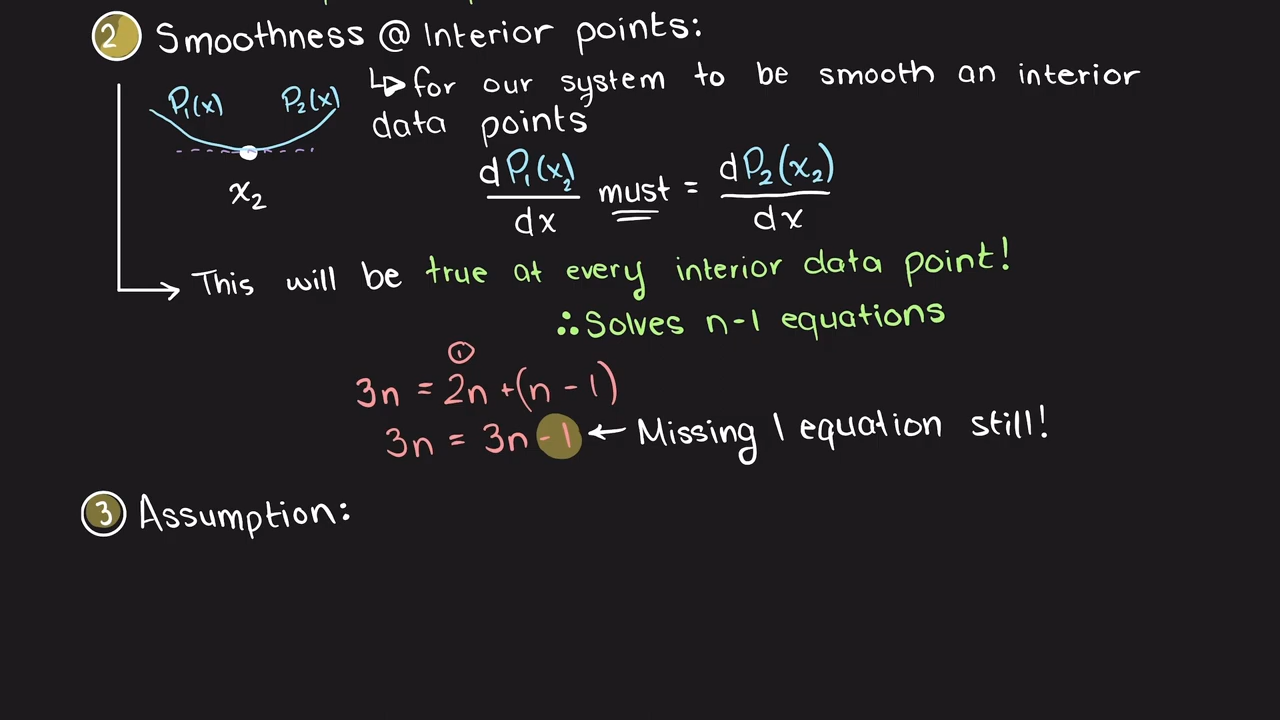 ② Smoothness @ Interior points:
P₁(x) P₂(x)
↳ for our system to be smooth an interior
data points
x₂
dP₁(x₂)/dx must = dP₂(x₂)/dx
→ This will be true at every interior data point!
∴ Solves n-1 equations
①
3n = 2n + (n - 1)
3n = 3n - 1 ← Missing 1 equation still!
③ Assumption: